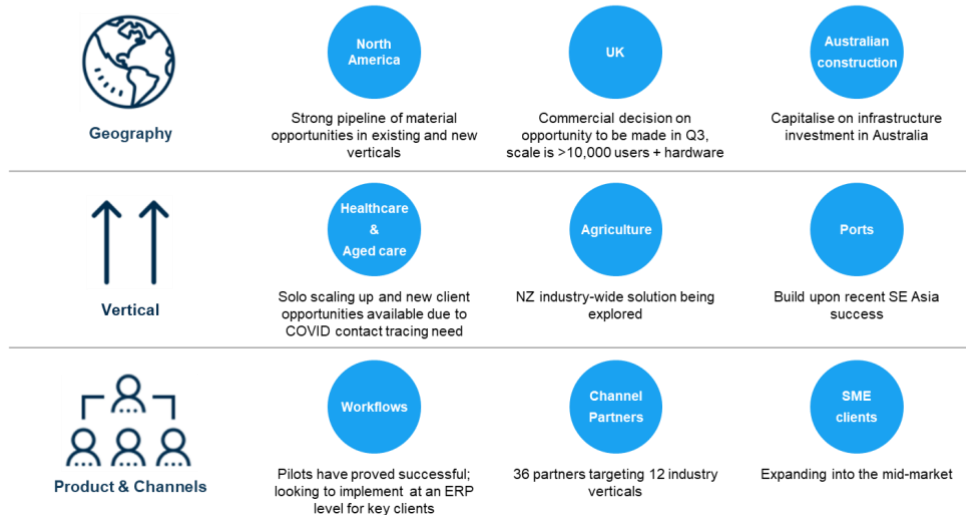 Geography
North
America
Strong pipeline of material
opportunities in existing and new
verticals
UK
Commercial decision on
opportunity to be made in Q3,
scale is >10,000 users + hardware
Australian
construction
Capitalise on infrastructure
investment in Australia
Vertical
Healthcare
&
Aged care
Solo scaling up and new client
opportunities available due to
COVID contact tracing need
Agriculture
NZ industry-wide solution being
explored
Ports
Build upon recent SE Asia
success
Product & Channels
Workflows
Pilots have proved successful;
looking to implement at an ERP
level for key clients
Channel
Partners
36 partners targeting 12 industry
verticals
SME
clients
Expanding into the mid-market